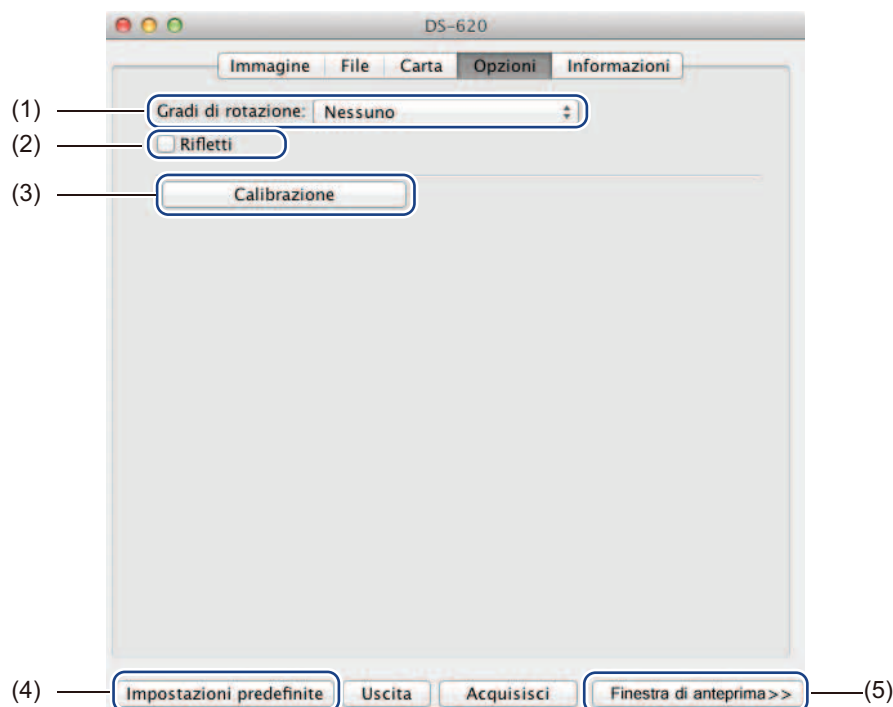 DS-620
Immagine File Carta Opzioni Informazioni
(1) Gradi di rotazione: Nessuno
(2) Rifletti
(3) Calibrazione
(4) Impostazioni predefinite Uscita Acquisisci Finestra di anteprima>> (5)